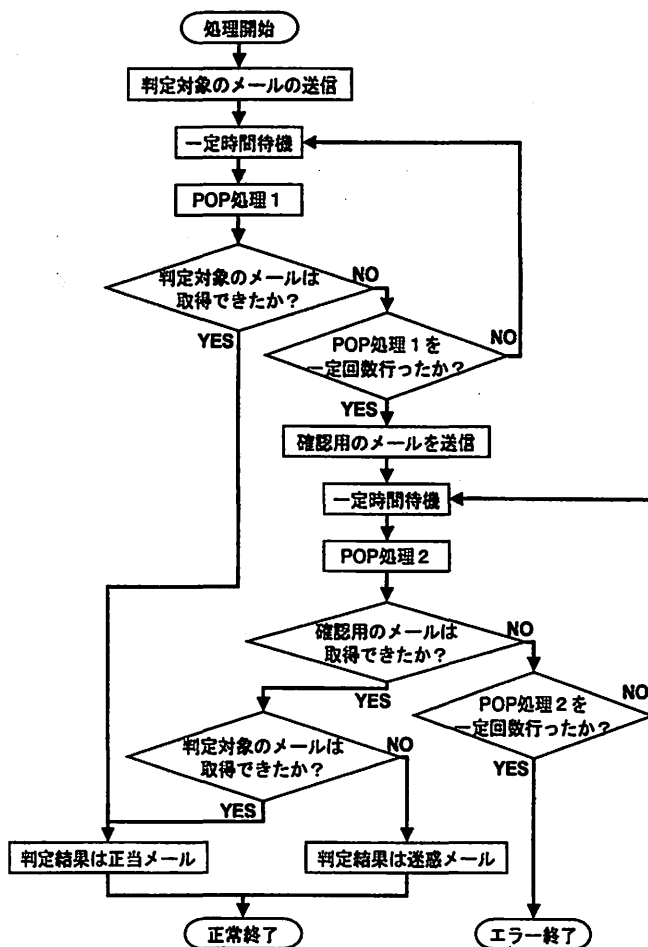 処理開始
判定対象のメールの送信
一定時間待機
POP処理1
判定対象のメールは
取得できたか？
NO
YES
POP処理1を
一定回数行ったか？
NO
YES
確認用のメールを送信
一定時間待機
POP処理2
確認用のメールは
取得できたか？
NO
YES
POP処理2を
一定回数行ったか？
NO
YES
判定対象のメールは
取得できたか？
NO
YES
判定結果は正当メール
判定結果は迷惑メール
正常終了
エラー終了